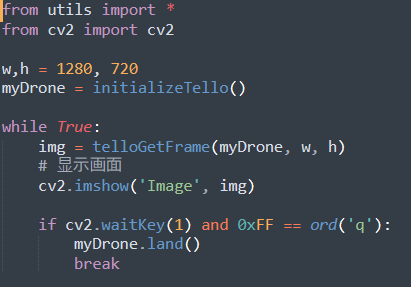 from utils import *
from cv2 import cv2
w,h = 1280, 720
myDrone = initializeTello()
while True:
img = telloGetFrame(myDrone, w, h)
# 显示画面
cv2.imshow('Image', img)
if cv2.waitKey(1) and 0xFF == ord('q'):
myDrone.land()
break